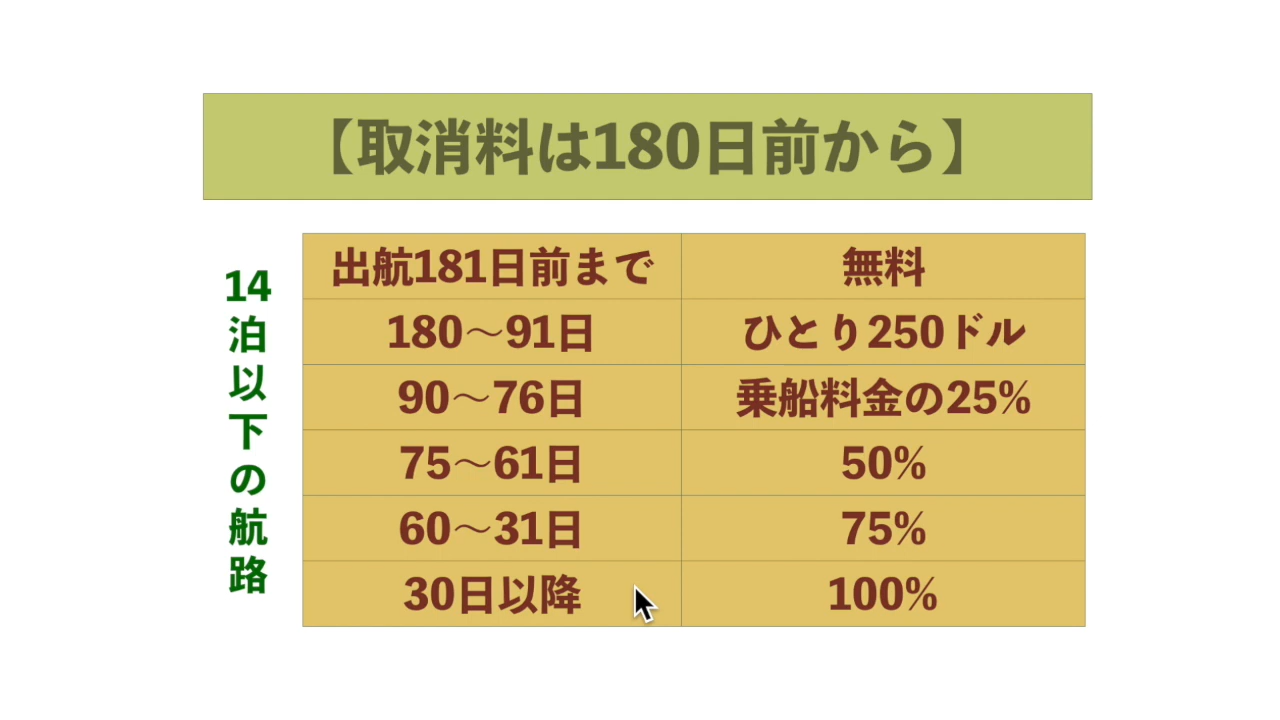 【取消料は180日前から】
14泊以下の航路
出航181日前まで 無料
180〜91日 ひとり250ドル
90〜76日 乗船料金の25%
75〜61日 50%
60〜31日 75%
30日以降 100%